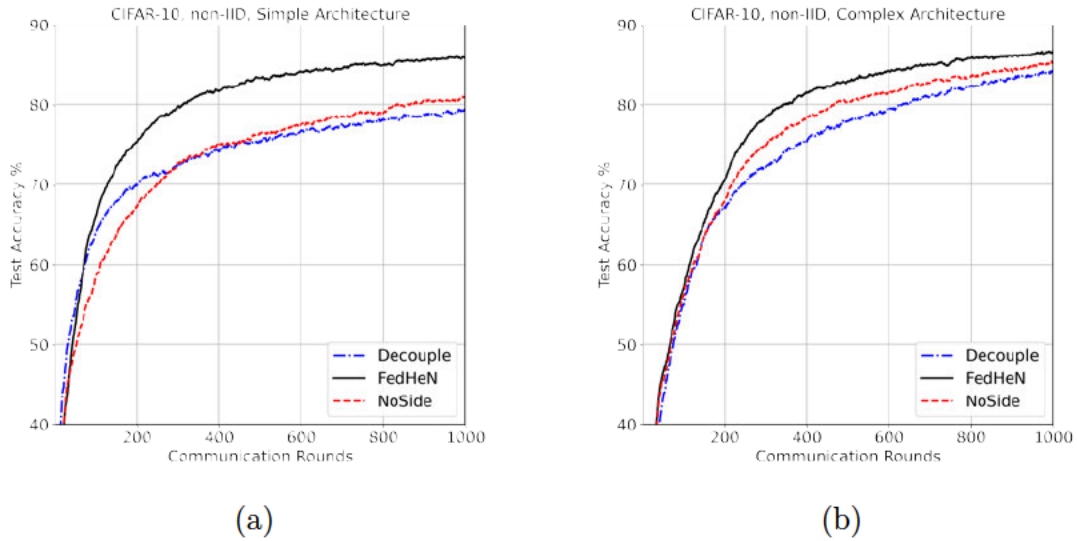 CIFAR-10, non-IID, Simple Architecture
90
80
70
60
50
40
Test Accuracy %
Decouple
FedHeN
NoSide
200 400 600 800 1000
Communication Rounds
(a)
CIFAR-10, non-IID, Complex Architecture
90
80
70
60
50
40
Test Accuracy %
Decouple
FedHeN
NoSide
200 400 600 800 1000
Communication Rounds
(b)